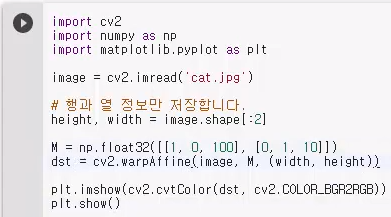 import cv2
import numpy as np
import matplotlib.pyplot as plt
image = cv2.imread('cat.jpg')
# 행과 열 정보만 저장합니다.
height, width = image.shape[:2]
M = np.float32([[1, 0, 100], [0, 1, 10]])
dst = cv2.warpAffine(image, M, (width, height))
plt.imshow(cv2.cvtColor(dst, cv2.COLOR_BGR2RGB))
plt.show()